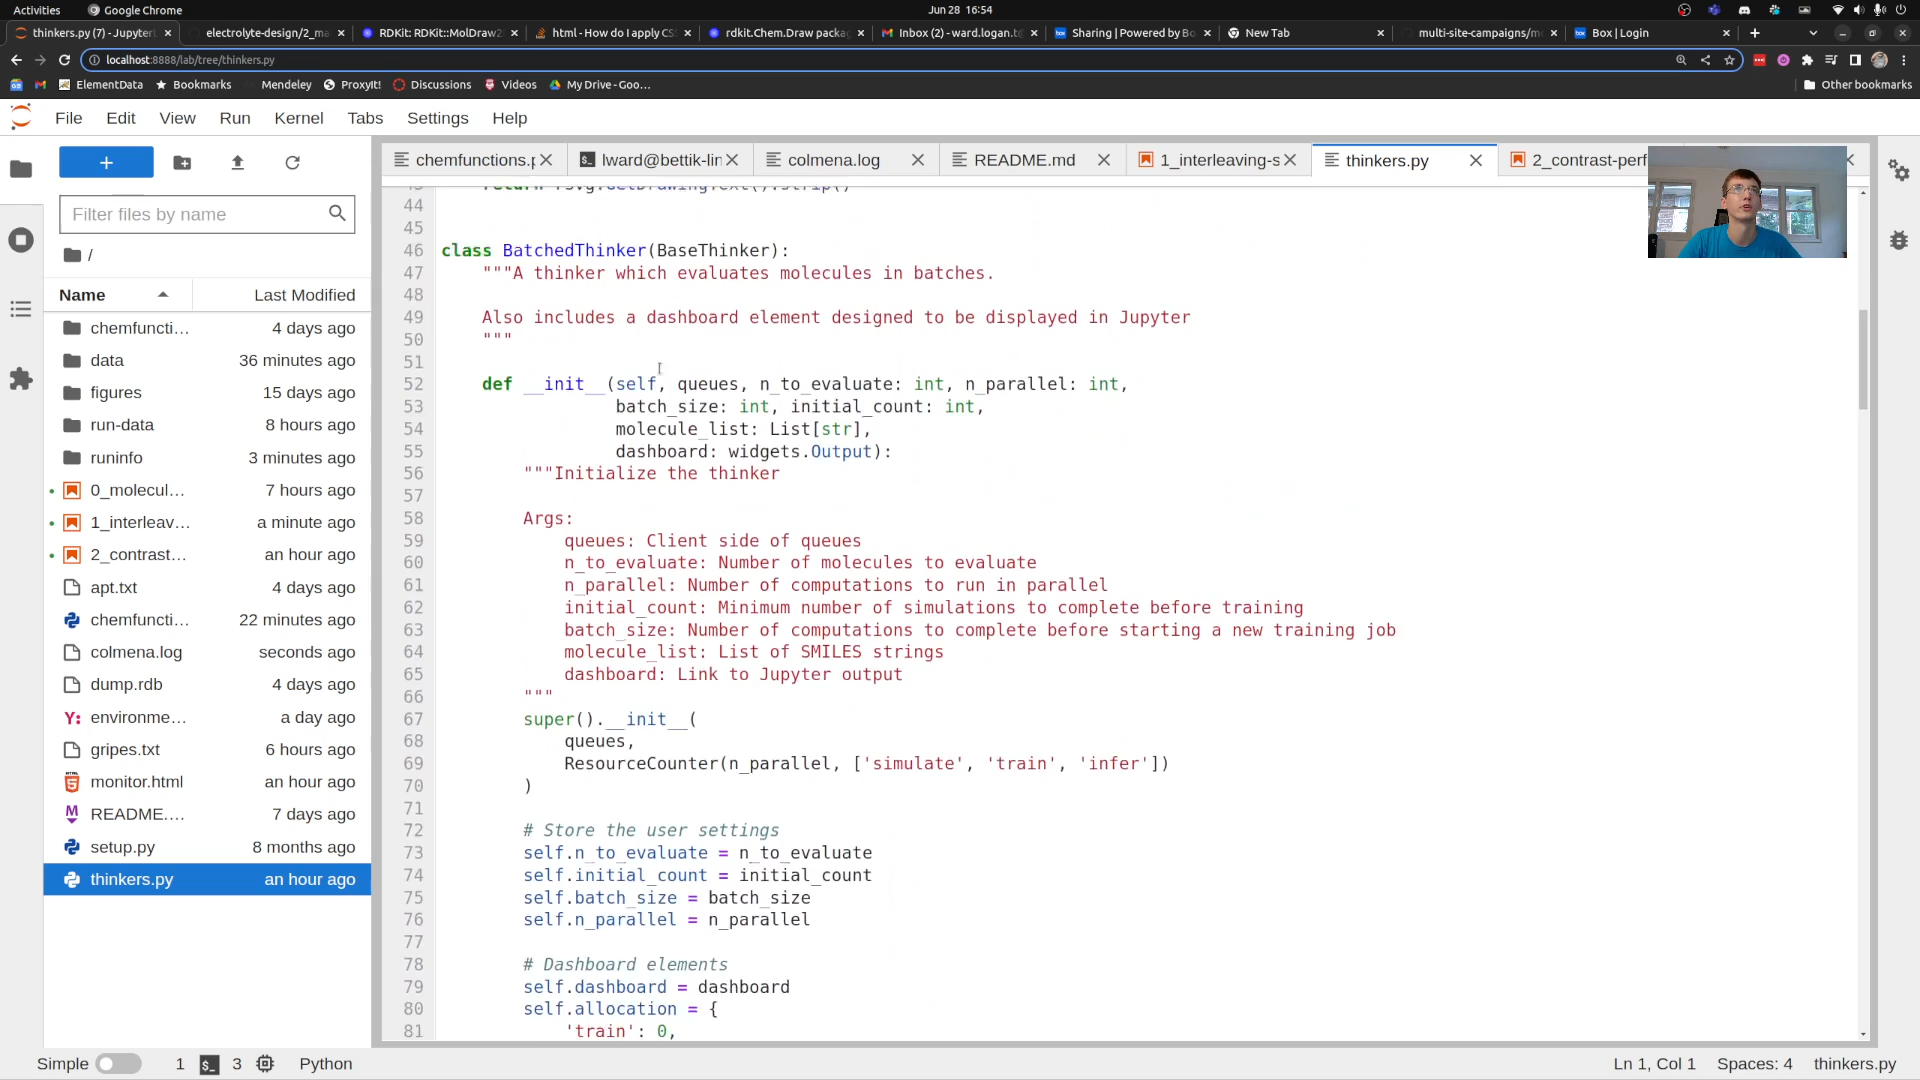 Activities
Google Chrome
Jun 28 16:54
thinkers.py (7) - JupyterL
electrolyte-design/2_ma
RDKit: RDKit::MolDraw2
html - How do I apply CS
rdkit.Chem.Draw packag
Inbox (2) - ward.logan.t@
Sharing | Powered by Bo
New Tab
multi-site-campaigns/mo
Box | Login
localhost:8888/lab/tree/thinkers.py
ElementData
Bookmarks
Mendeley
ProxyIt!
Discussions
Videos
My Drive - Goo...
Other bookmarks
File
Edit
View
Run
Kernel
Tabs
Settings
Help
chemfunctions.p
lward@bettik-lin
colmena.log
README.md
1_interleaving-s
thinkers.py
2_contrast-perf
Filter files by name
/
Name
Last Modified
chemfuncti... 4 days ago
data 36 minutes ago
figures 15 days ago
run-data 8 hours ago
runinfo 3 minutes ago
0_molecul... 7 hours ago
1_interleav... a minute ago
2_contrast... an hour ago
apt.txt 4 days ago
chemfuncti... 22 minutes ago
colmena.log seconds ago
dump.rdb 4 days ago
Y: environme... a day ago
gripes.txt 6 hours ago
monitor.html an hour ago
README.... 7 days ago
setup.py 8 months ago
thinkers.py an hour ago
44
45
46 class BatchedThinker(BaseThinker):
47 """A thinker which evaluates molecules in batches.
48
49 Also includes a dashboard element designed to be displayed in Jupyter
50 """
51
52 def __init__(self, queues, n_to_evaluate: int, n_parallel: int,
53 batch_size: int, initial_count: int,
54 molecule_list: List[str],
55 dashboard: widgets.Output):
56 """Initialize the thinker
57
58 Args:
59 queues: Client side of queues
60 n_to_evaluate: Number of molecules to evaluate
61 n_parallel: Number of computations to run in parallel
62 initial_count: Minimum number of simulations to complete before training
63 batch_size: Number of computations to complete before starting a new training job
64 molecule_list: List of SMILES strings
65 dashboard: Link to Jupyter output
66 """
67 super().__init__(
68 queues,
69 ResourceCounter(n_parallel, ['simulate', 'train', 'infer'])
70 )
71
72 # Store the user settings
73 self.n_to_evaluate = n_to_evaluate
74 self.initial_count = initial_count
75 self.batch_size = batch_size
76 self.n_parallel = n_parallel
77
78 # Dashboard elements
79 self.dashboard = dashboard
80 self.allocation = {
81 'train': 0,
Simple
1
3
Python
Ln 1, Col 1
Spaces: 4
thinkers.py